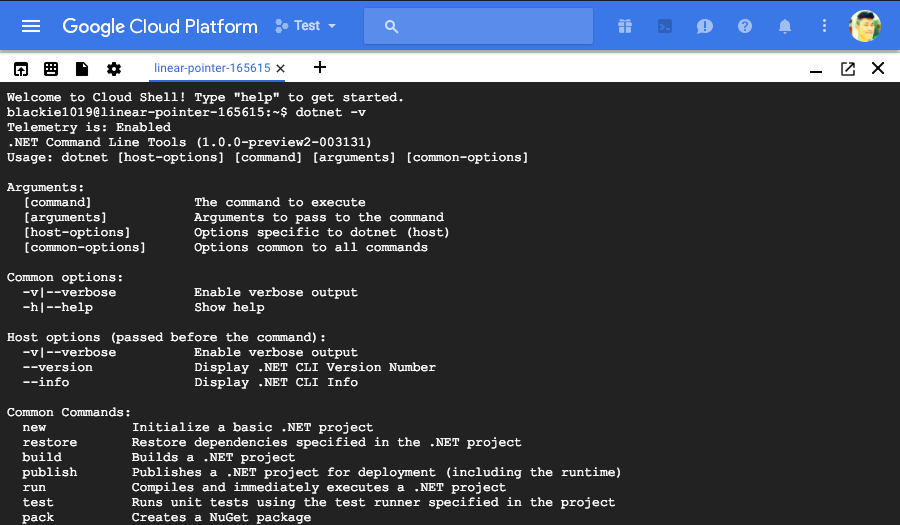 Google Cloud Platform
Test
linear-pointer-165615
Welcome to Cloud Shell! Type "help" to get started.
blackie1019@linear-pointer-165615:~$ dotnet -v
Telemetry is: Enabled
.NET Command Line Tools (1.0.0-preview2-003131)
Usage: dotnet [host-options] [command] [arguments] [common-options]
Arguments:
[command] The command to execute
[arguments] Arguments to pass to the command
[host-options] Options specific to dotnet (host)
[common-options] Options common to all commands
Common options:
-v|--verbose Enable verbose output
-h|--help Show help
Host options (passed before the command):
-v|--verbose Enable verbose output
--version Display .NET CLI Version Number
--info Display .NET CLI Info
Common Commands:
new Initialize a basic .NET project
restore Restore dependencies specified in the .NET project
build Builds a .NET project
publish Publishes a .NET project for deployment (including the runtime)
run Compiles and immediately executes a .NET project
test Runs unit tests using the test runner specified in the project
pack Creates a NuGet package